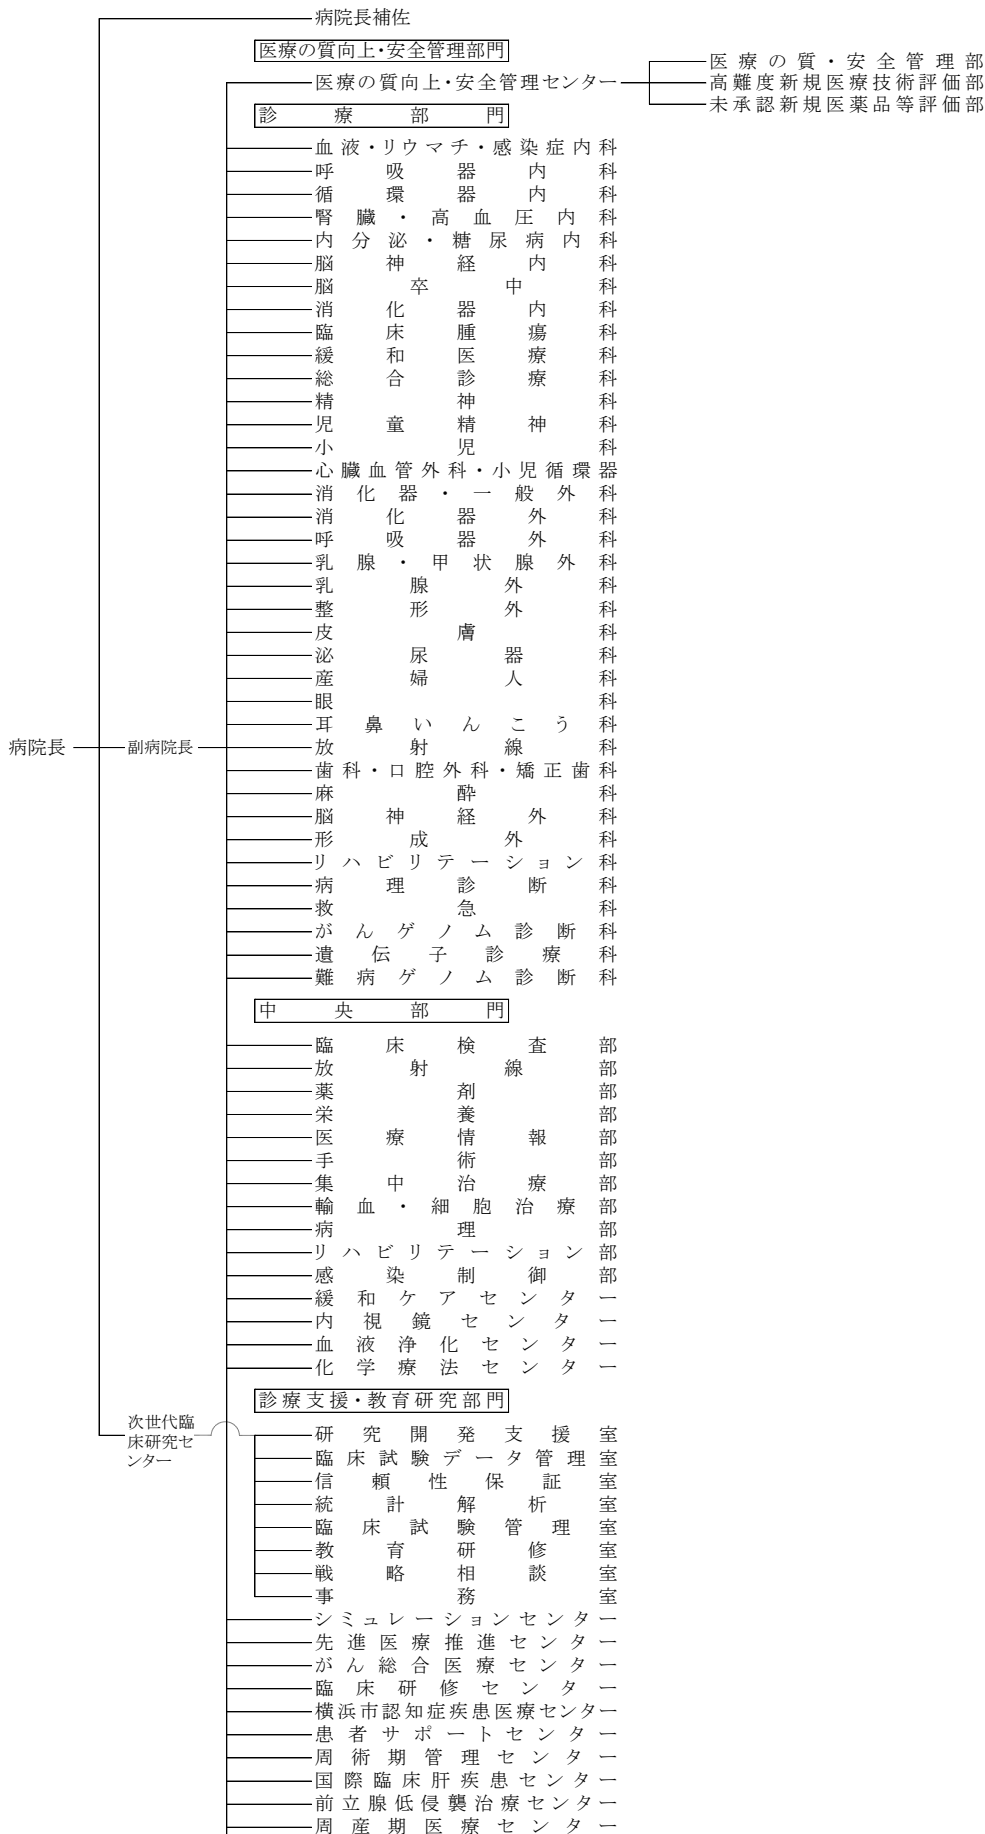 病院長補佐
医療の質向上・安全管理部門
医療の質向上・安全管理センター
医療の質・安全管理部
高難度新規医療技術評価部
未承認新規医薬品等評価部
診療部門
血液・リウマチ・感染症内科
呼吸器内科
循環器内科
腎臓・高血圧内科
内分泌・糖尿病内科
脳神経内科
脳卒中科
消化器内科
臨床腫瘍科
緩和医療科
総合診療科
精神科
児童精神科
小児科
心臓血管外科・小児循環器
消化器・一般外科
消化器外科
呼吸器外科
乳腺・甲状腺外科
乳腺外科
整形外科
皮膚科
泌尿器科
産婦人科
眼科
耳鼻いんこう科
病院長
副病院長
放射線科
歯科・口腔外科・矯正歯科
麻酔科
脳神経外科
形成外科
リハビリテーション科
病理診断科
救急科
がんゲノム診断科
遺伝子診療科
難病ゲノム診断科
中央部門
臨床検査部
放射線部
薬剤部
栄養部
医療情報部
手術部
集中治療部
輸血・細胞治療部
病理部
リハビリテーション部
感染制御部
緩和ケアセンター
内視鏡センター
血液浄化センター
化学療法センター
診療支援・教育研究部門
次世代臨
床研究セ
ンター
研究開発支援室
臨床試験データ管理室
信頼性保証室
統計解析室
臨床試験管理室
教育研修室
戦略相談室
事務室
シミュレーションセンター
先進医療推進センター
がん総合医療センター
臨床研修センター
横浜市認知症疾患医療センター
患者サポートセンター
周術期管理センター
国際臨床肝疾患センター
前立腺低侵襲治療センター
周産期医療センター